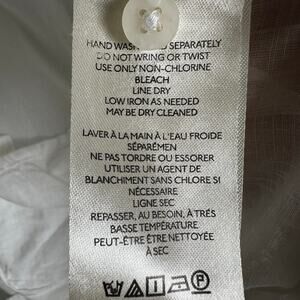 HAND WASH SEPARATELY
DO NOT WRING OR TWIST
USE ONLY NON-CHLORINE
BLEACH
LINE DRY
LOW IRON AS NEEDED
MAY BE DRY CLEANED
LAVER À LA MAIN À L'EAU FROIDE
SÉPARÉMEN
NE PAS TORDRE OU ESSORER
UTILISER UN AGENT DE
BLANCHIMENT SANS CHLORE SI
NÉCESSAIRE
LIGNE SEC
REPASSER, AU BESOIN, À TRÉS
BASSE TEMPÉRATURE
PEUT-ÊTRE ÊTRE NETTOYÉE
À SEC
P